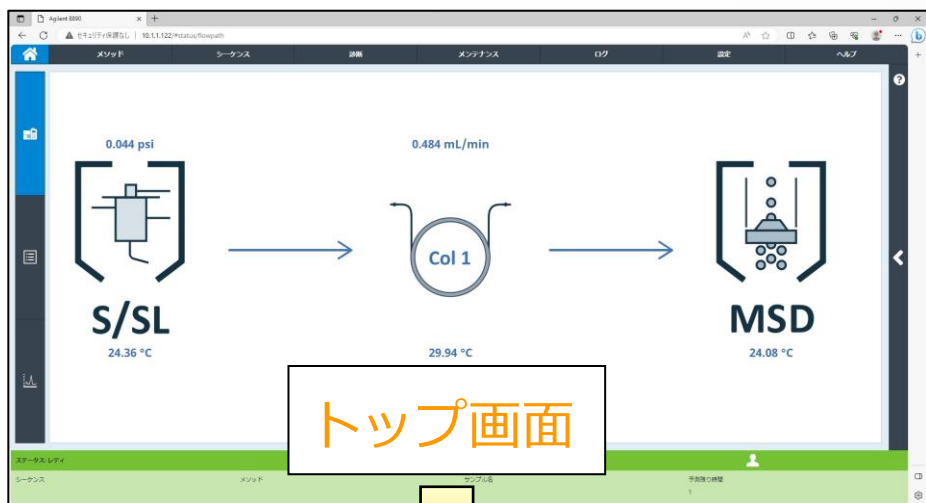 Agilent 8890
セキュリティ保護なし 10.1.1.122/#status/flowpath
メソッド シーケンス 診断 メンテナンス ログ 設定 ヘルプ
0.044 psi 0.484 mL/min
Col 1
S/SL MSD
24.36 °C 29.94 °C 24.08 °C
トップ画面
ステータス: レディ
シーケンス メソッド サンプル名 予測残り時間
1